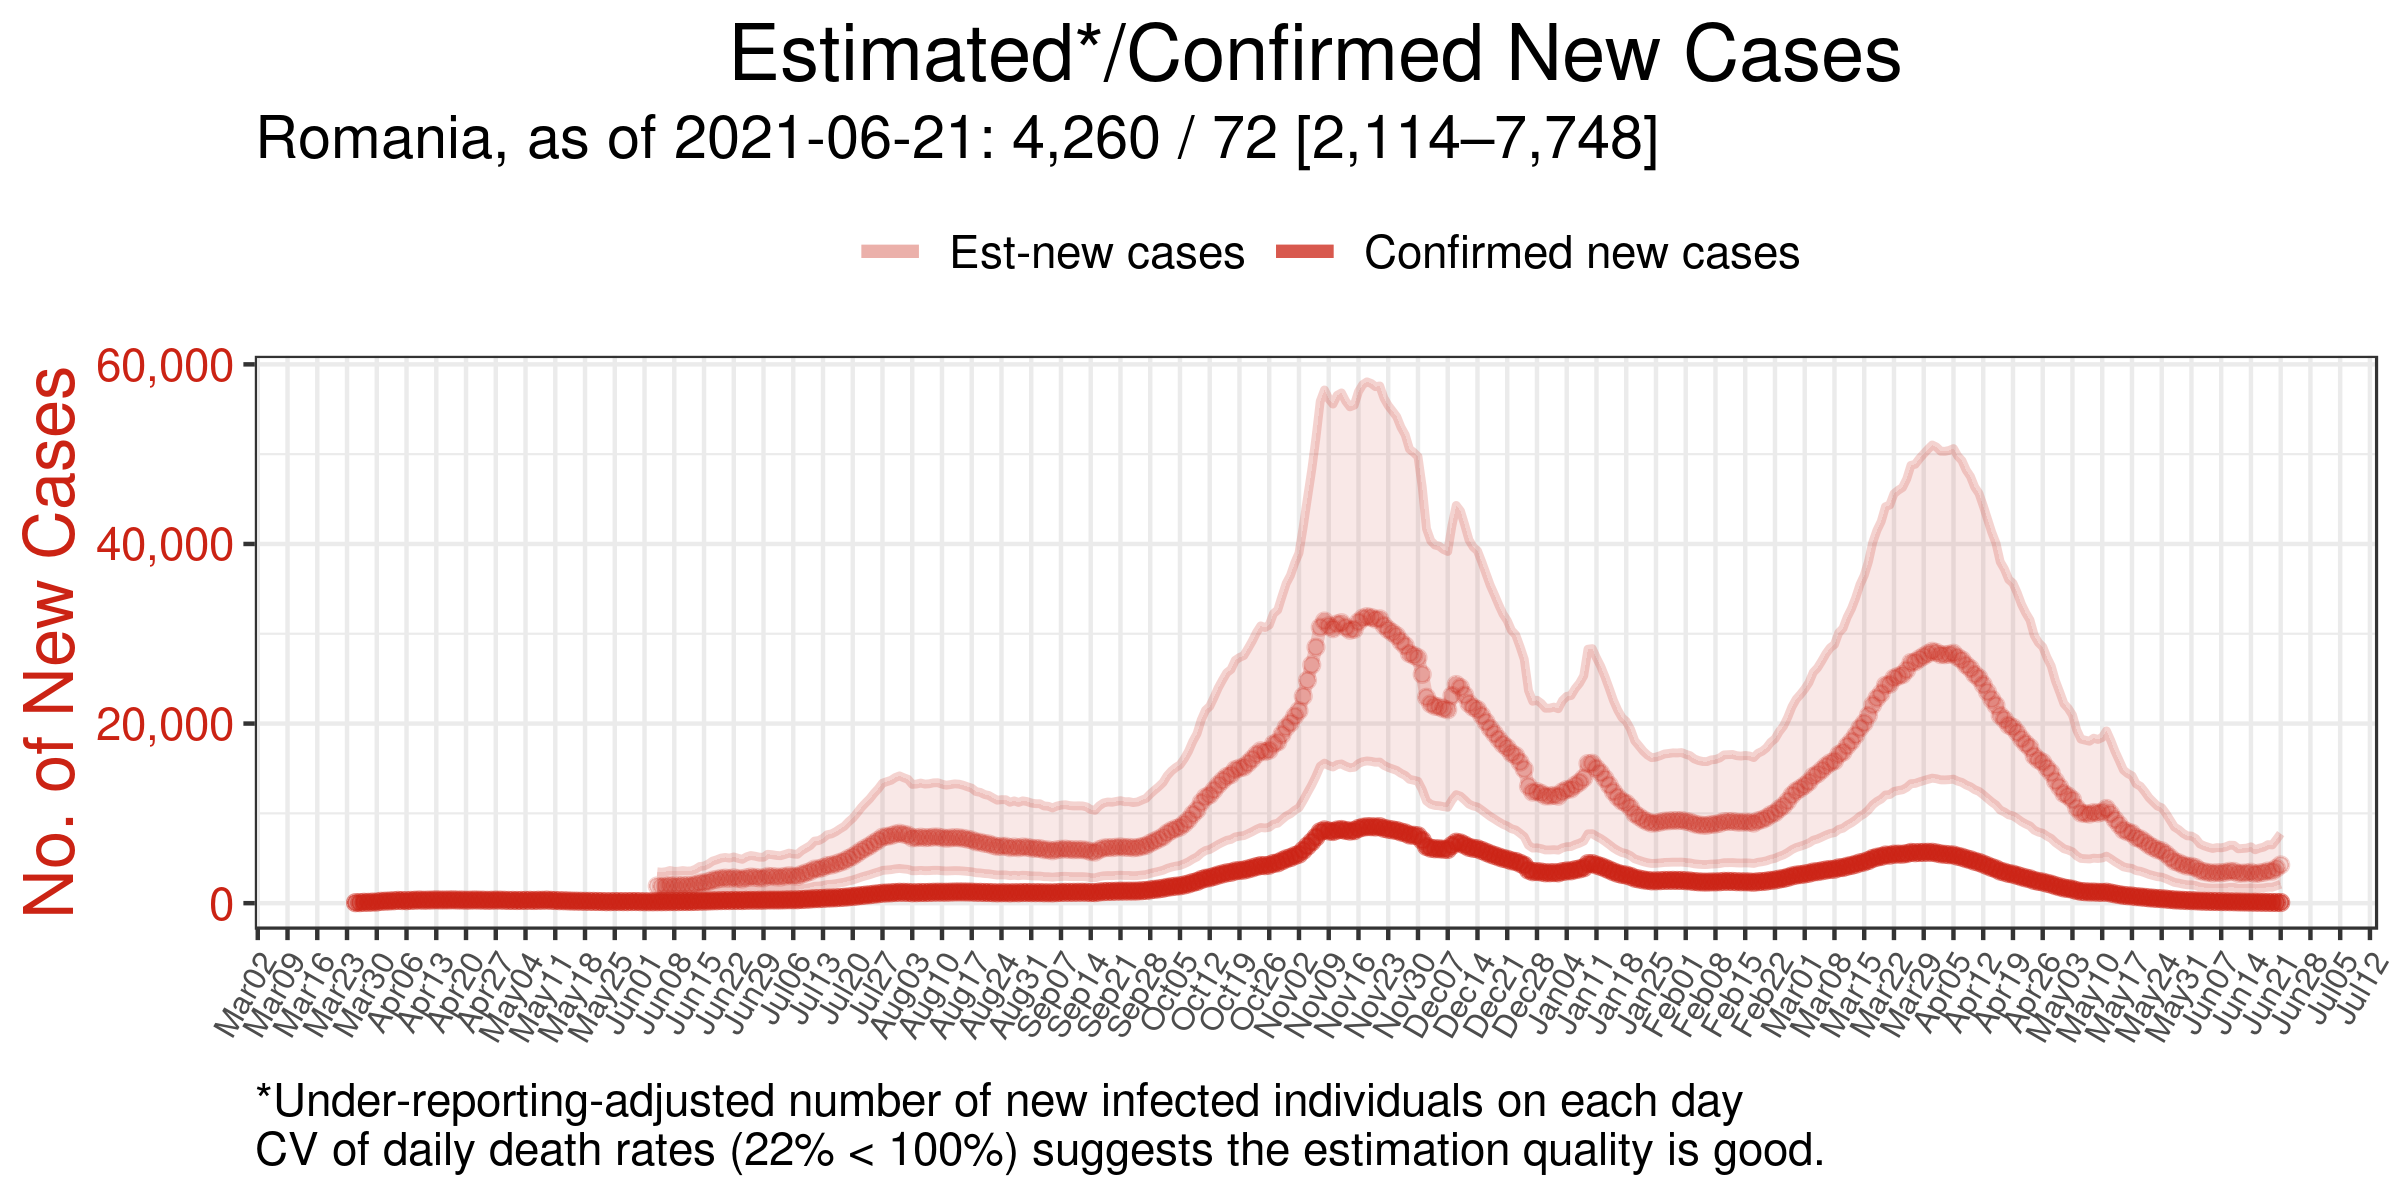 Estimated*/Confirmed New Cases
Romania, as of 2021-06-21: 4,260 / 72 [2,114–7,748]
Est-new cases Confirmed new cases
No. of New Cases
60,000
40,000
20,000
0
Mar02 Mar09 Mar16 Mar23 Mar30 Apr06 Apr13 Apr20 Apr27 May04 May11 May18 May25 Jun01 Jun08 Jun15 Jun22 Jun29 Jul06 Jul13 Jul20 Jul27 Aug03 Aug10 Aug17 Aug24 Aug31 Sep07 Sep14 Sep21 Sep28 Oct05 Oct12 Oct19 Oct26 Nov02 Nov09 Nov16 Nov23 Nov30 Dec07 Dec14 Dec21 Dec28 Jan04 Jan11 Jan18 Jan25 Feb01 Feb08 Feb15 Feb22 Mar01 Mar08 Mar15 Mar22 Mar29 Apr05 Apr12 Apr19 Apr26 May03 May10 May17 May24 May31 Jun07 Jun14 Jun21 Jun28 Jul05 Jul12
*Under-reporting-adjusted number of new infected individuals on each day
CV of daily death rates (22% < 100%) suggests the estimation quality is good.